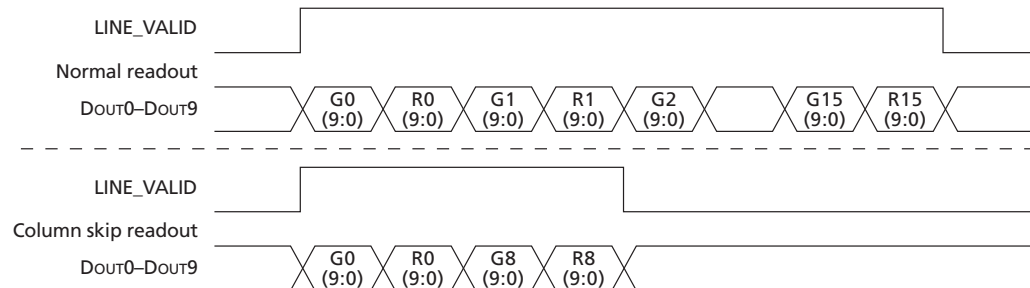 LINE_VALID
Normal readout
DOUT0–DOUT9
G0 (9:0)
R0 (9:0)
G1 (9:0)
R1 (9:0)
G2 (9:0)
G15 (9:0)
R15 (9:0)
LINE_VALID
Column skip readout
DOUT0–DOUT9
G0 (9:0)
R0 (9:0)
G8 (9:0)
R8 (9:0)